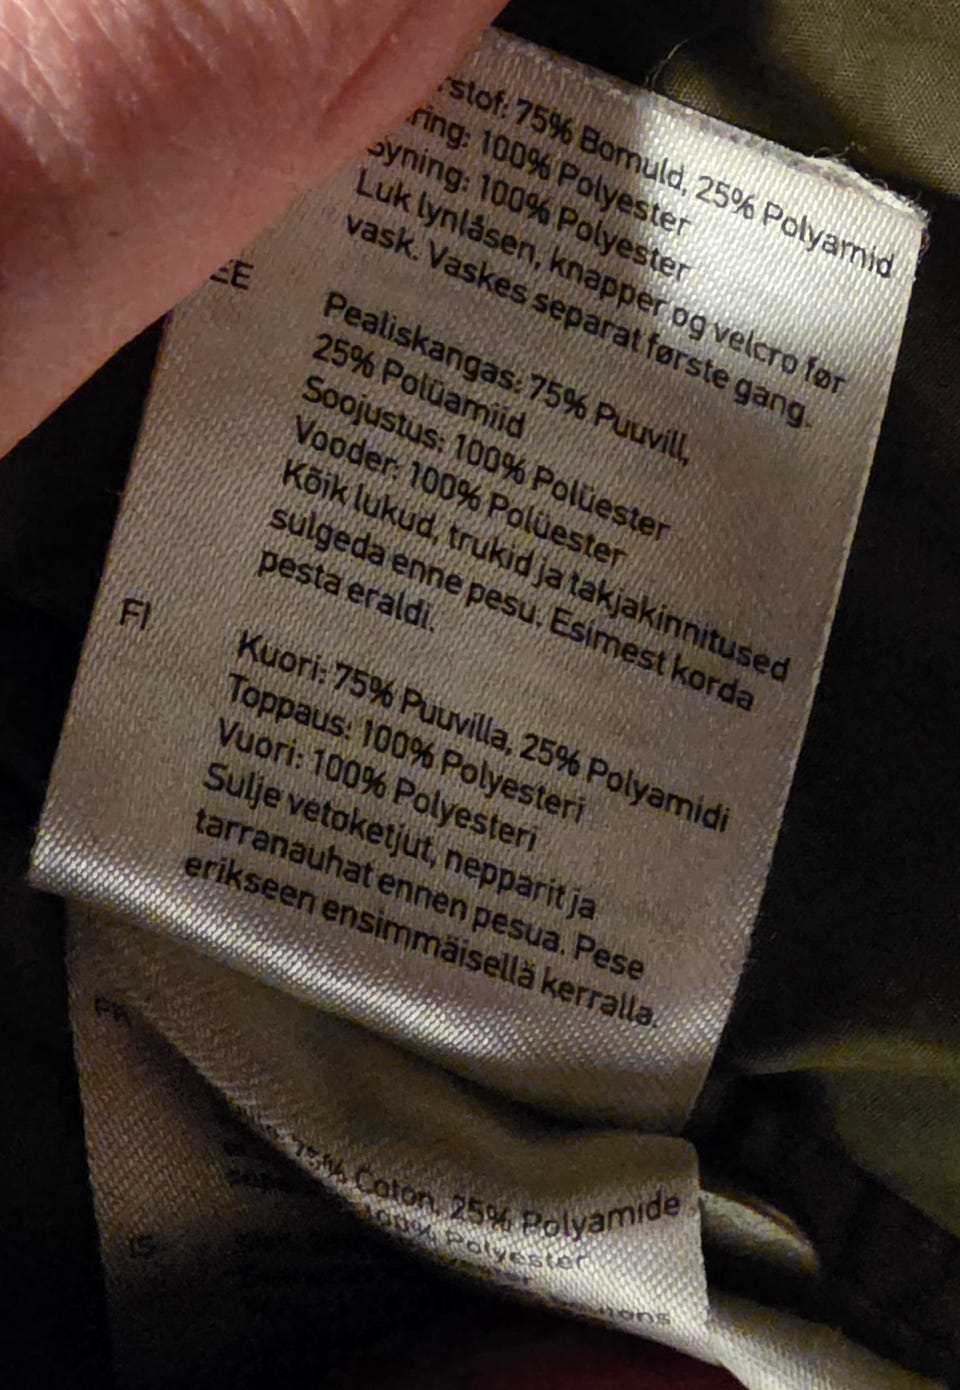 75% Bomuld, 25% Polyamid
100% Polyester
Syning: 100% Polyester
Luk lynlåsen, knapper og velcro før
vask. Vaskes separat første gang.
EE
Pealiskangas: 75% Puuvill,
25% Polüamiid
Soojustus: 100% Polüester
Vooder: 100% Polüester
Kõik lukud, trukid ja takjakinnitused
sulgeda enne pesu. Esimest korda
pesta eraldi.
FI
Kuori: 75% Puuvilla, 25% Polyamidi
Toppaus: 100% Polyesteri
Vuori: 100% Polyesteri
Sulje vetoketjut, nepparit ja
tarranauhat ennen pesua. Pese
erikseen ensimmäisellä kerralla.
FR
75% Coton, 25% Polyamide
100% Polyester
IS